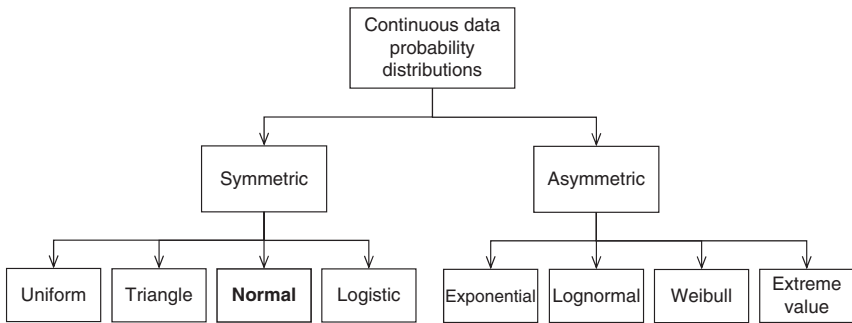 Continuous data
probability
distributions
Symmetric
Asymmetric
Uniform
Triangle
Normal
Logistic
Exponential
Lognormal
Weibull
Extreme
value